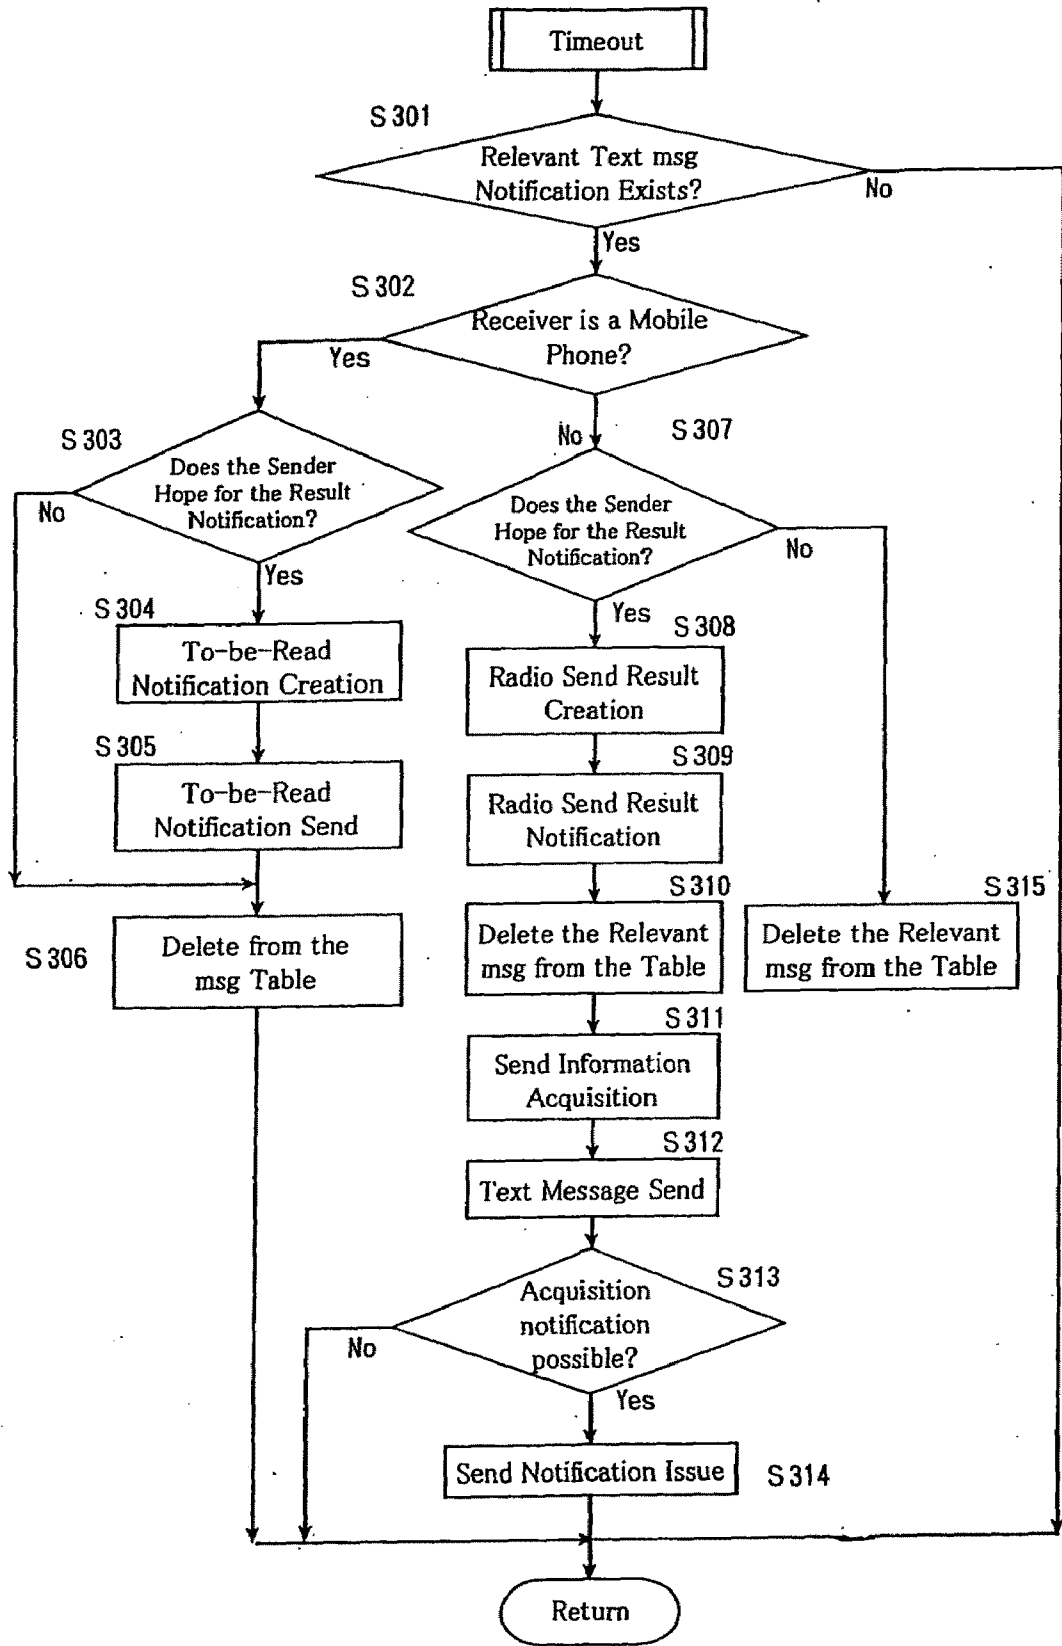 Timeout
S301
Relevant Text msg
Notification Exists?
No
Yes
S302
Receiver is a Mobile
Phone?
Yes
No
S303
Does the Sender
Hope for the Result
Notification?
No
Yes
S307
Does the Sender
Hope for the Result
Notification?
No
Yes
S304
To-be-Read
Notification Creation
S308
Radio Send Result
Creation
S305
To-be-Read
Notification Send
S309
Radio Send Result
Notification
S306
Delete from the
msg Table
S310
Delete the Relevant
msg from the Table
S315
Delete the Relevant
msg from the Table
S311
Send Information
Acquisition
S312
Text Message Send
S313
Acquisition
notification
possible?
No
Yes
Send Notification Issue
S314
Return